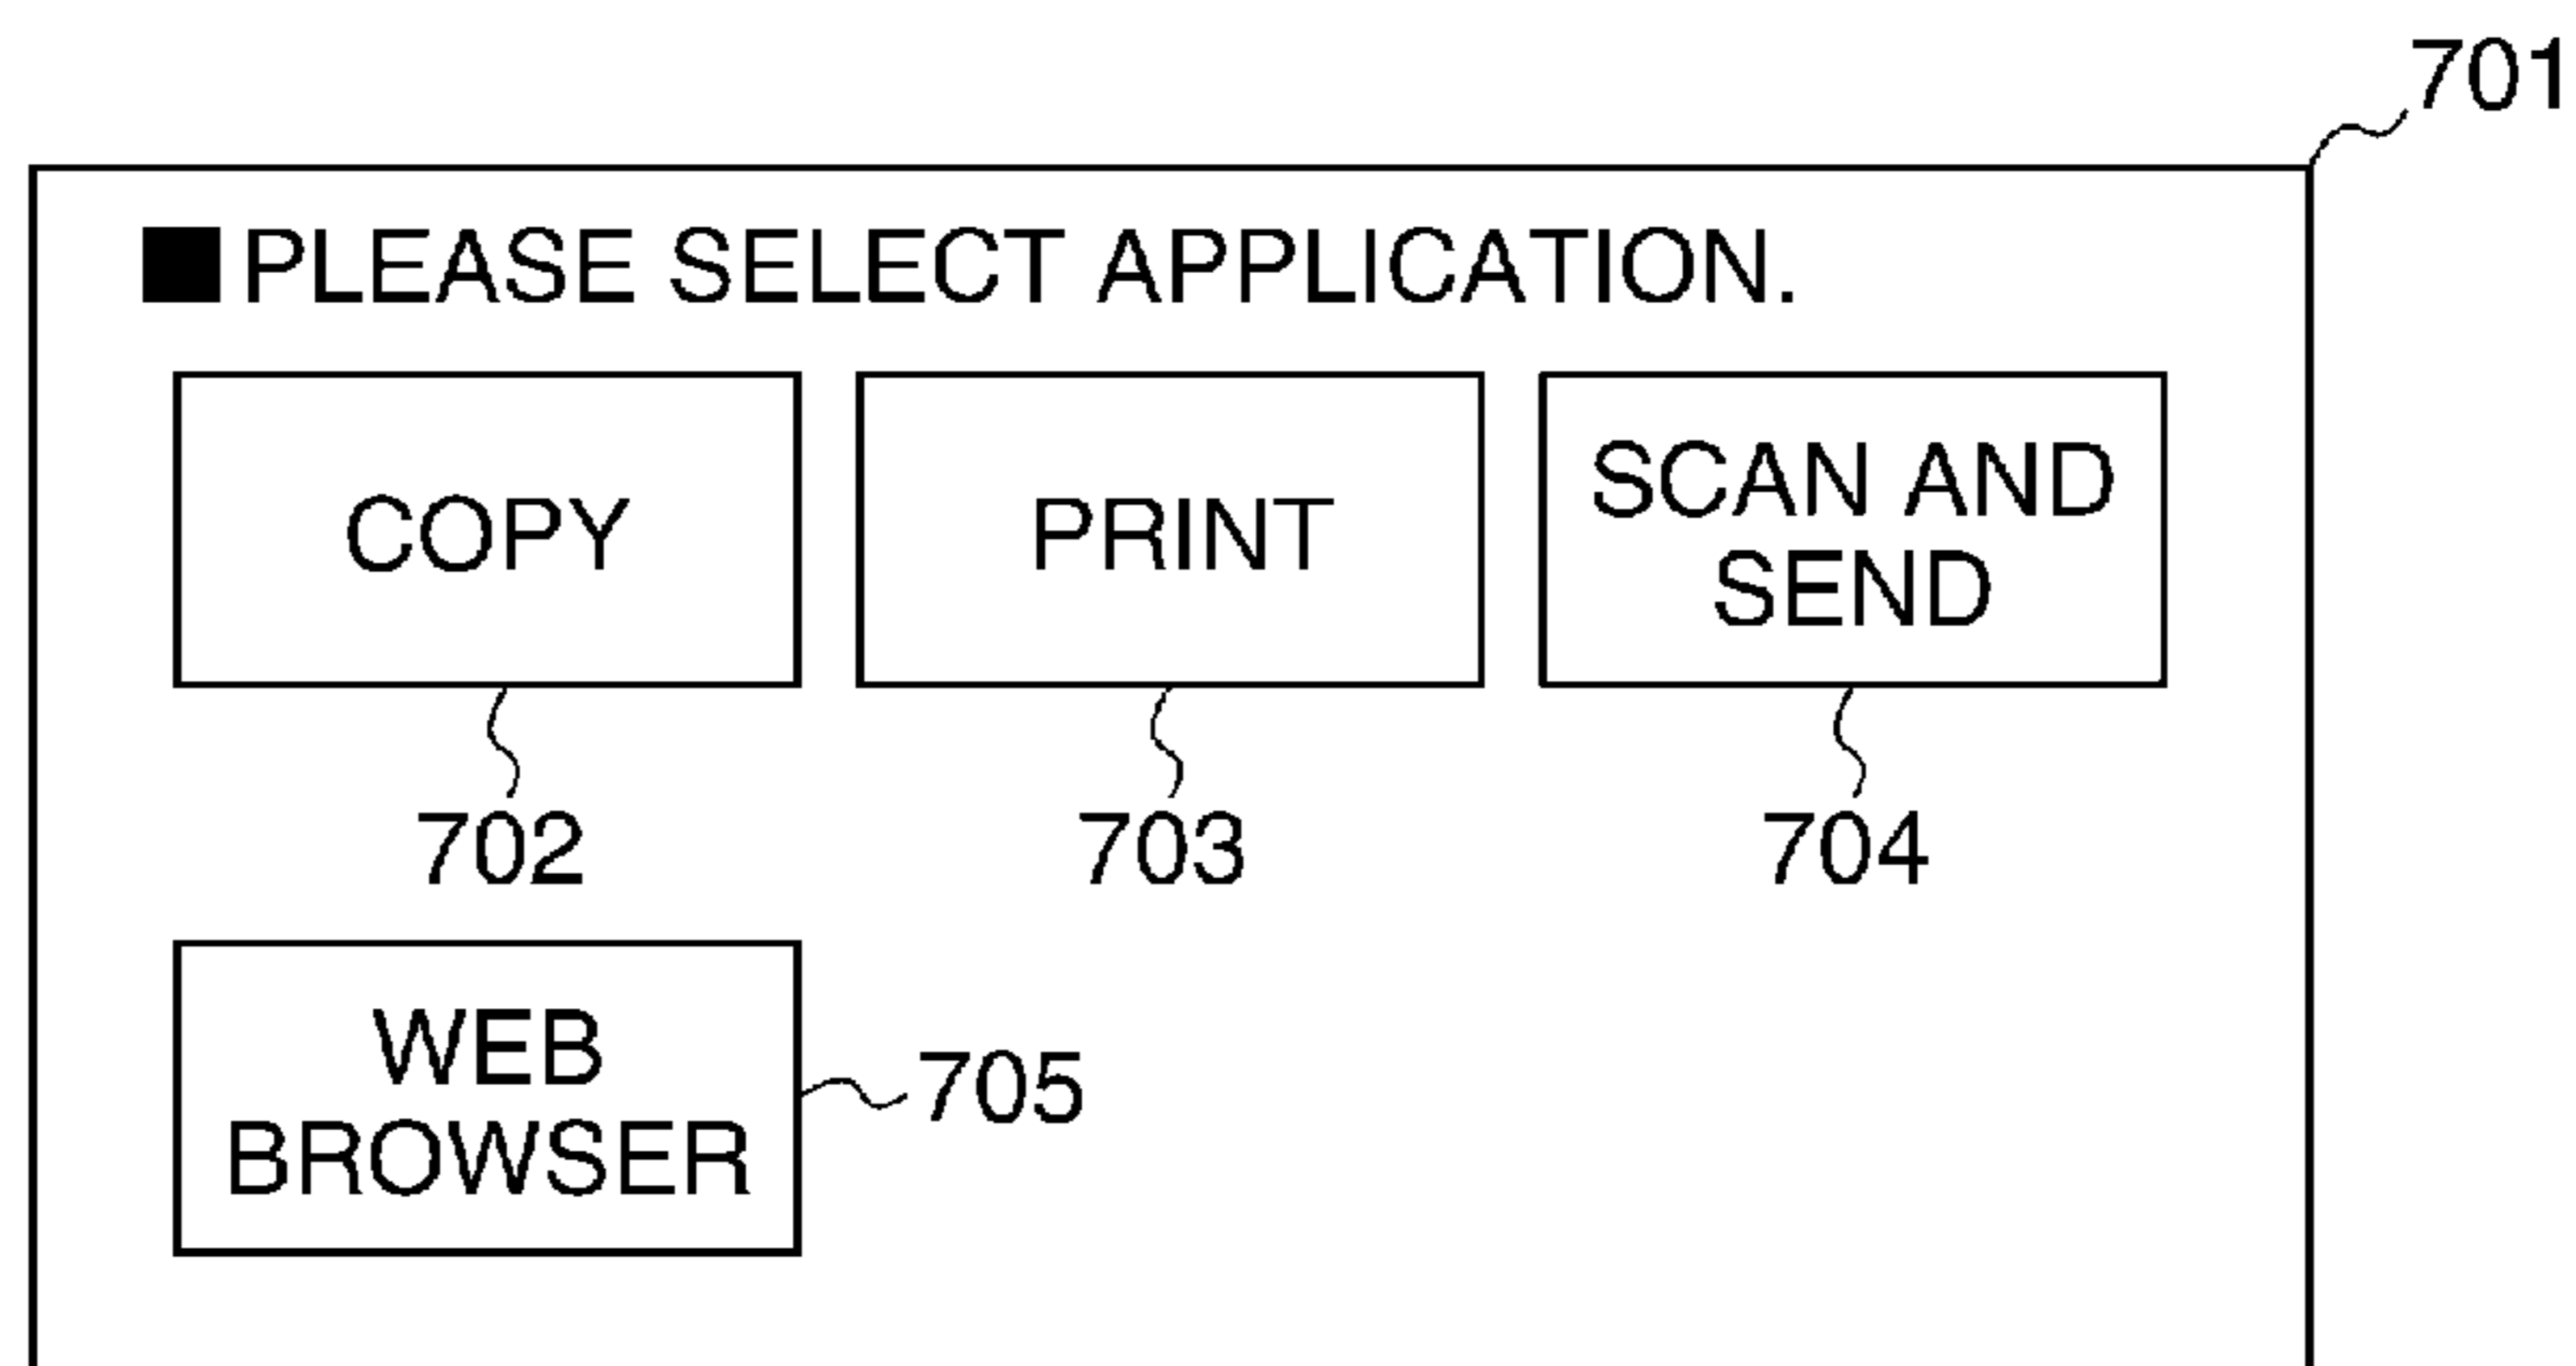 701
■PLEASE SELECT APPLICATION.
COPY
PRINT
SCAN AND
SEND
702
703
704
WEB
BROWSER
705